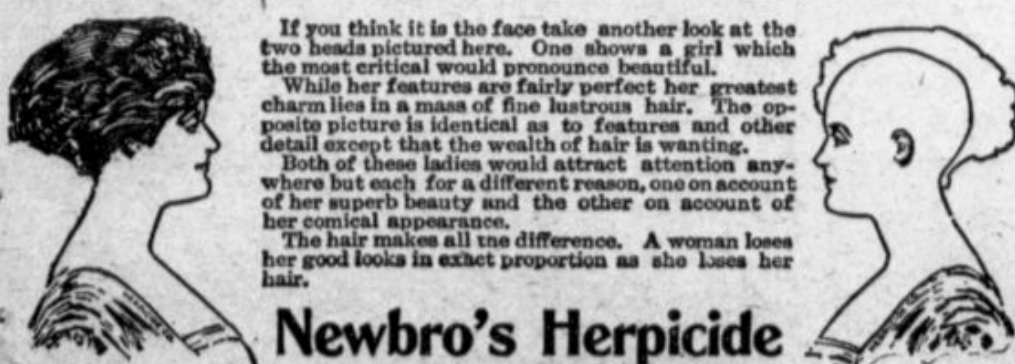 If you think it is the face take another look at the
two heads pictured here. One shows a girl which
the most critical would pronounce beautiful.
While her features are fairly perfect her greatest
charm lies in a mass of fine lustrous hair. The op-
posite picture is identical as to features and other
detail except that the wealth of hair is wanting.
Both of these ladies would attract attention any-
where but each for a different reason, one on account
of her superb beauty and the other on account of
her comical appearance.
The hair makes all the difference. A woman loses
her good looks in exact proportion as she loses her
hair.
Newbro's Herpicide